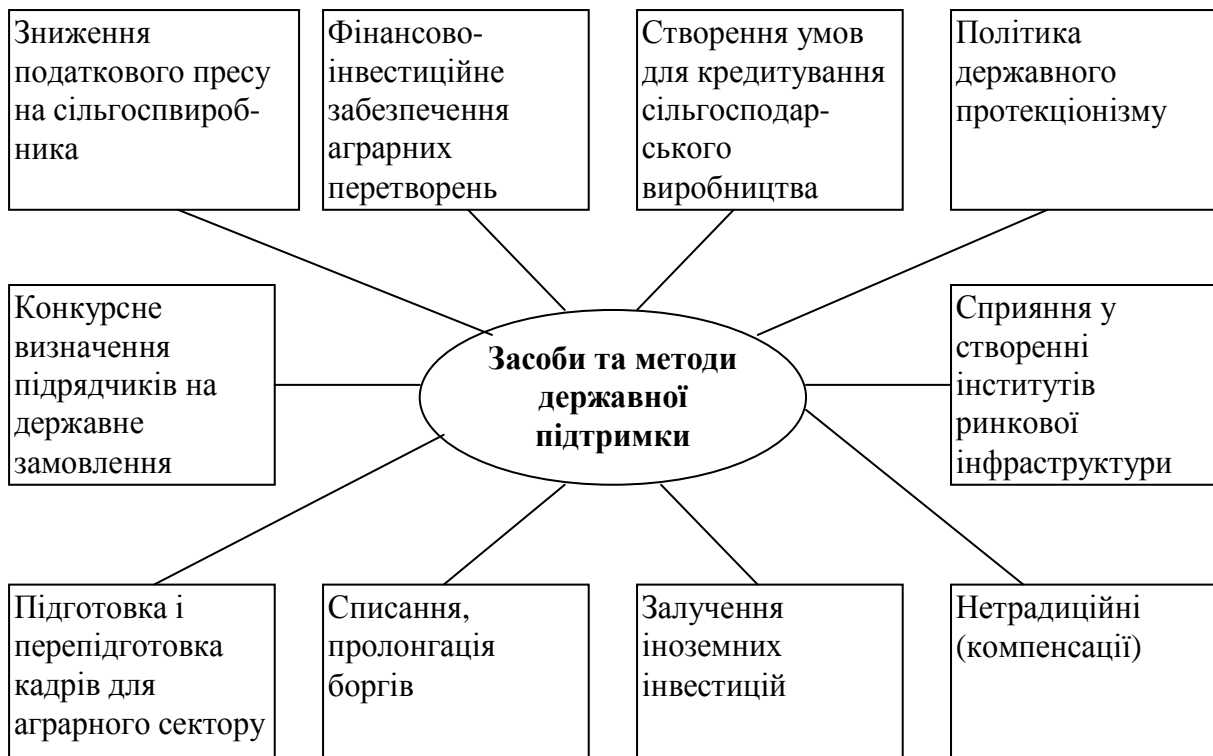 Зниження
податкового пресу
на сільгоспвироб-
ника
Фінансово-
інвестиційне
забезпечення
аграрних
перетворень
Створення умов
для кредитування
сільгосподар-
ського
виробництва
Політика
державного
протекціонізму
Конкурсне
визначення
підрядчиків на
державне
замовлення
Засоби та методи
державної
підтримки
Сприяння у
створенні
інститутів
ринкової
інфраструктури
Підготовка і
перепідготовка
кадрів для
аграрного сектору
Списання,
пролонгація
боргів
Залучення
іноземних
інвестицій
Нетрадиційні
(компенсації)